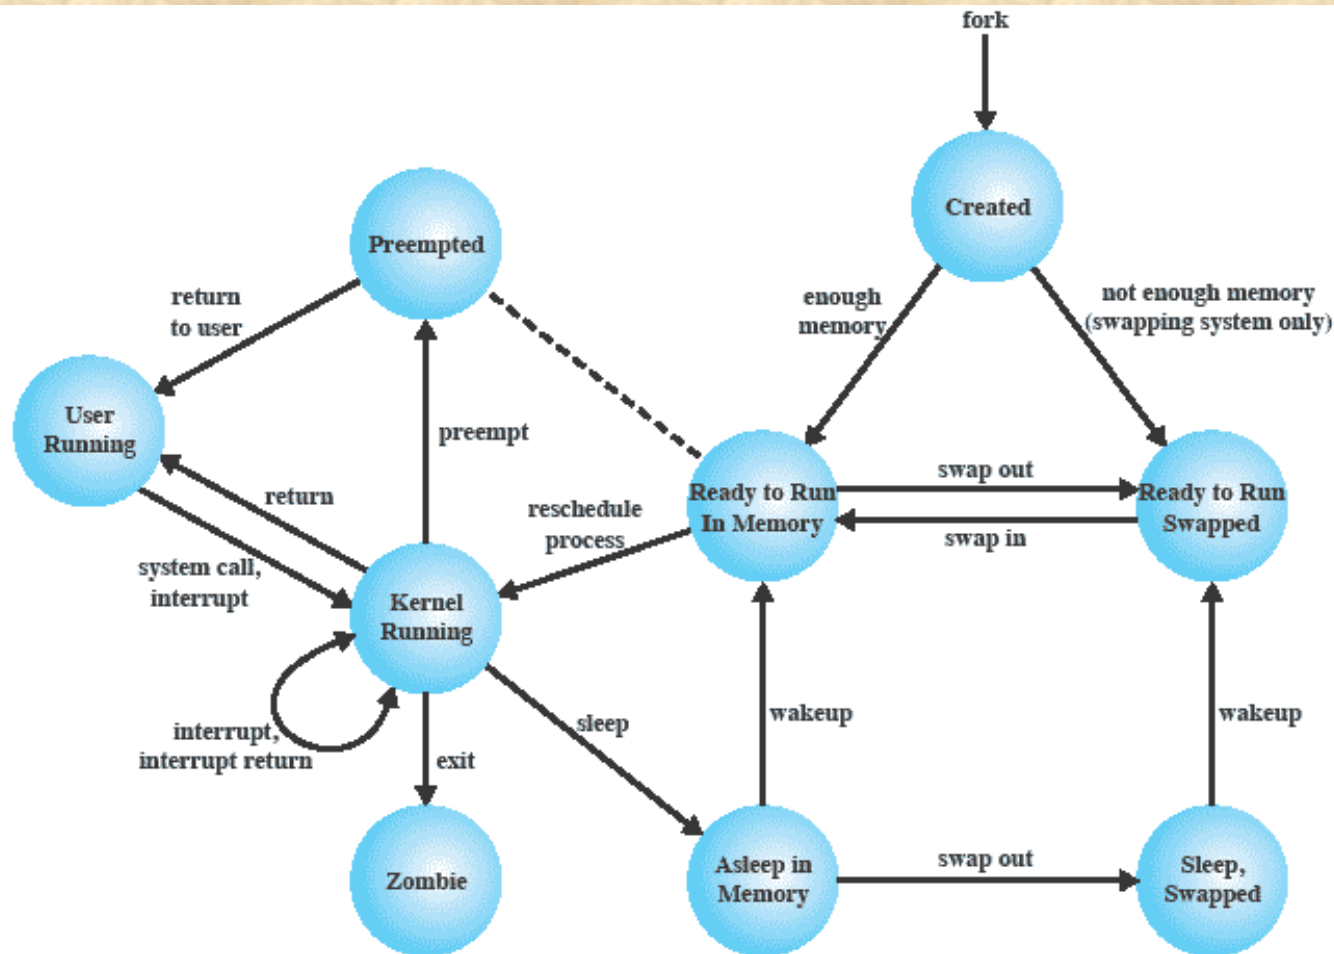 fork
Created
Preempted
return
to user
enough
memory
not enough memory
(swapping system only)
User
Running
preempt
return
swap out
Ready to Run
In Memory
Ready to Run
Swapped
reschedule
process
swap in
system call,
interrupt
Kernel
Running
interrupt,
interrupt return
sleep
wakeup
wakeup
exit
Zombie
Asleep in
Memory
swap out
Sleep,
Swapped